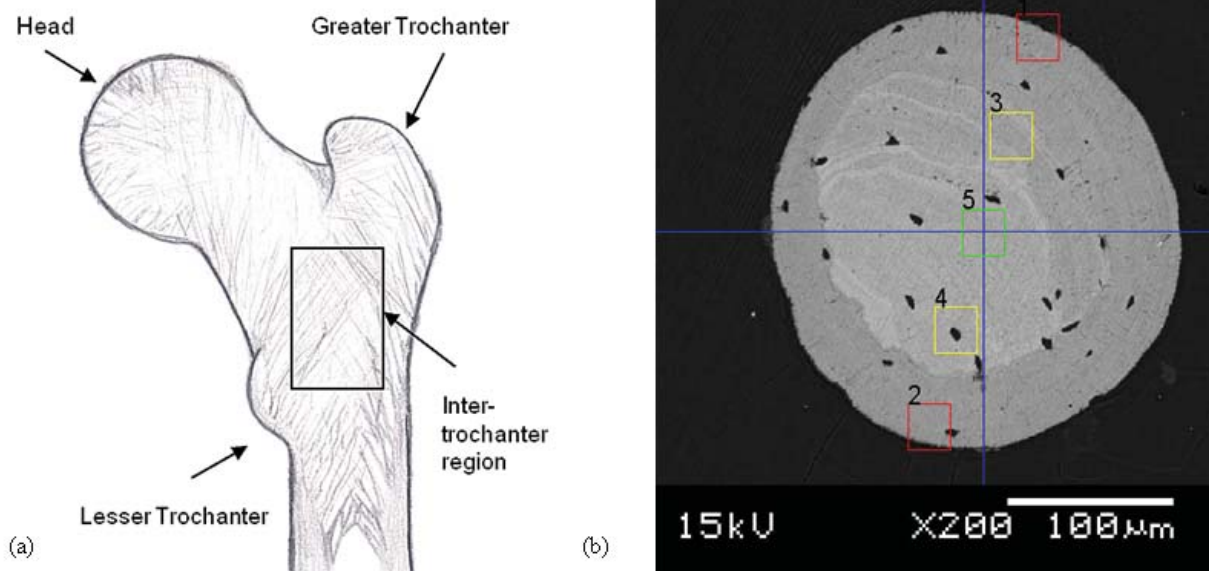 Head
Greater Trochanter
Inter-
trochanter
region
Lesser Trochanter
(a)
(b)
1
3
5
4
2
15kV X200 100μm